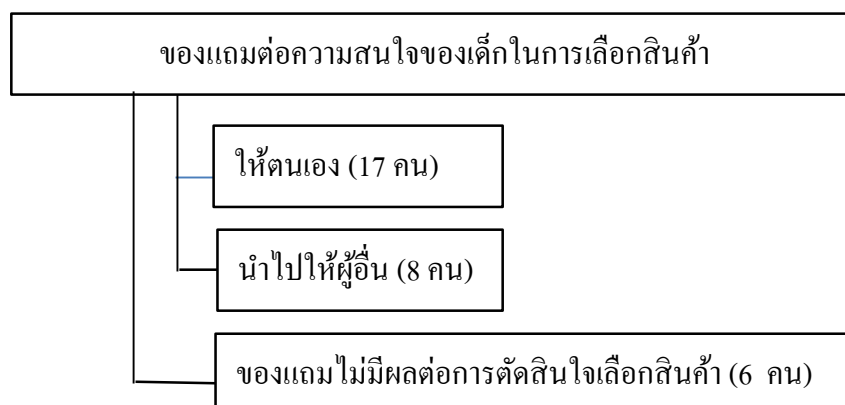 ของแถมต่อความสนใจของเด็กในการเลือกสินค้า
ให้ตนเอง (17 คน)
นำไปให้ผู้อื่น (8 คน)
ของแถมไม่มีผลต่อการตัดสินใจเลือกสินค้า (6 คน)